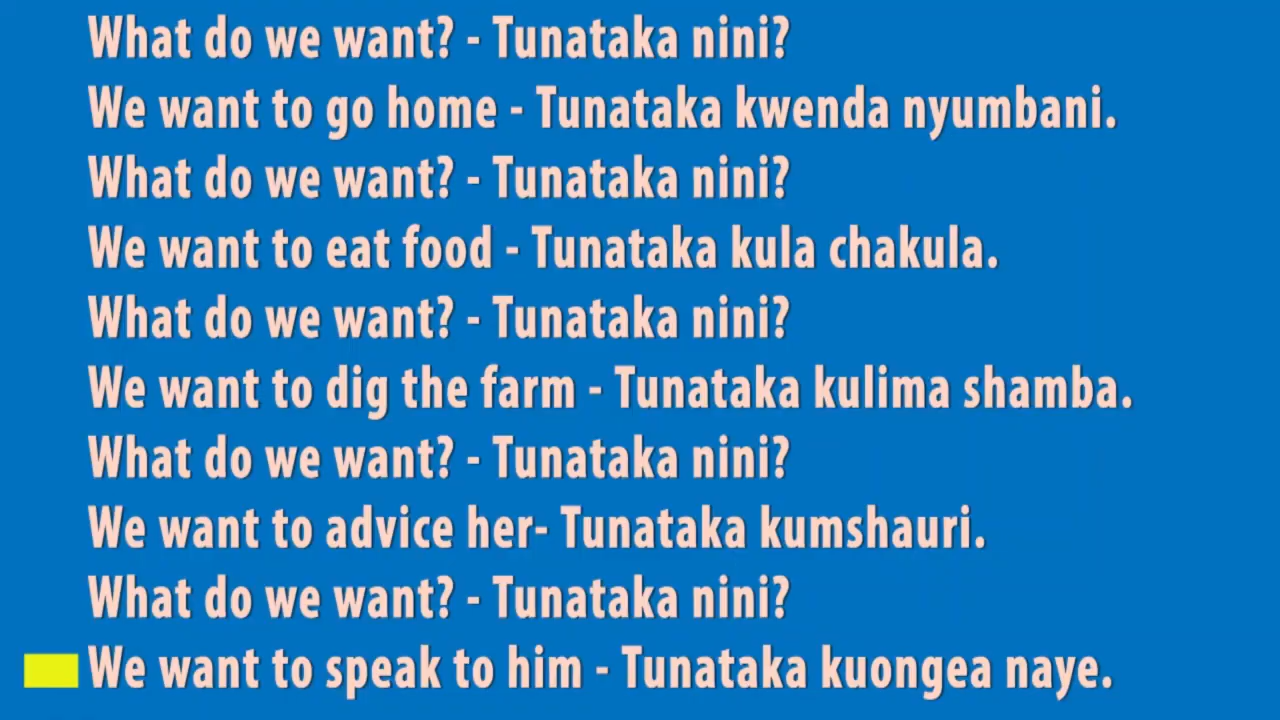 What do we want? - Tunataka nini?
We want to go home - Tunataka kwenda nyumbani.
What do we want? - Tunataka nini?
We want to eat food - Tunataka kula chakula.
What do we want? - Tunataka nini?
We want to dig the farm - Tunataka kulima shamba.
What do we want? - Tunataka nini?
We want to advice her- Tunataka kumshauri.
What do we want? - Tunataka nini?
We want to speak to him - Tunataka kuongea naye.